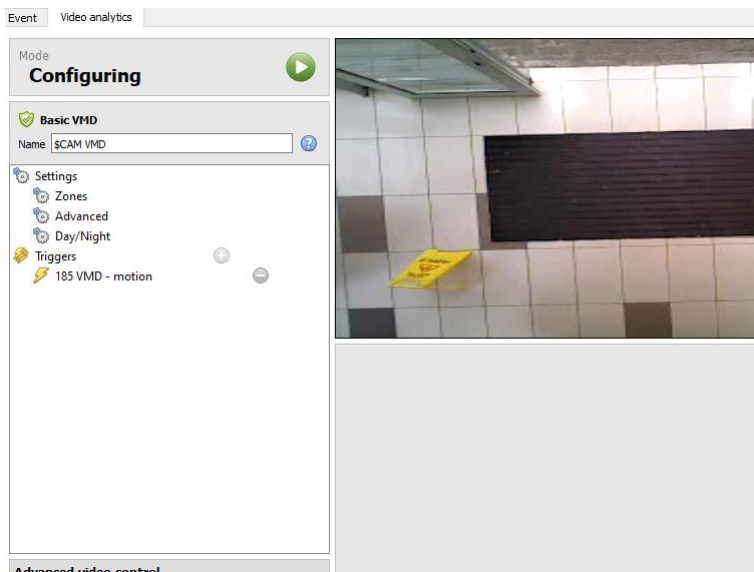 Event Video analytics
Mode
Configuring
Basic VMD
Name $CAM VMD
Settings
Zones
Advanced
Day/Night
Triggers
185 VMD - motion
Advanced video control